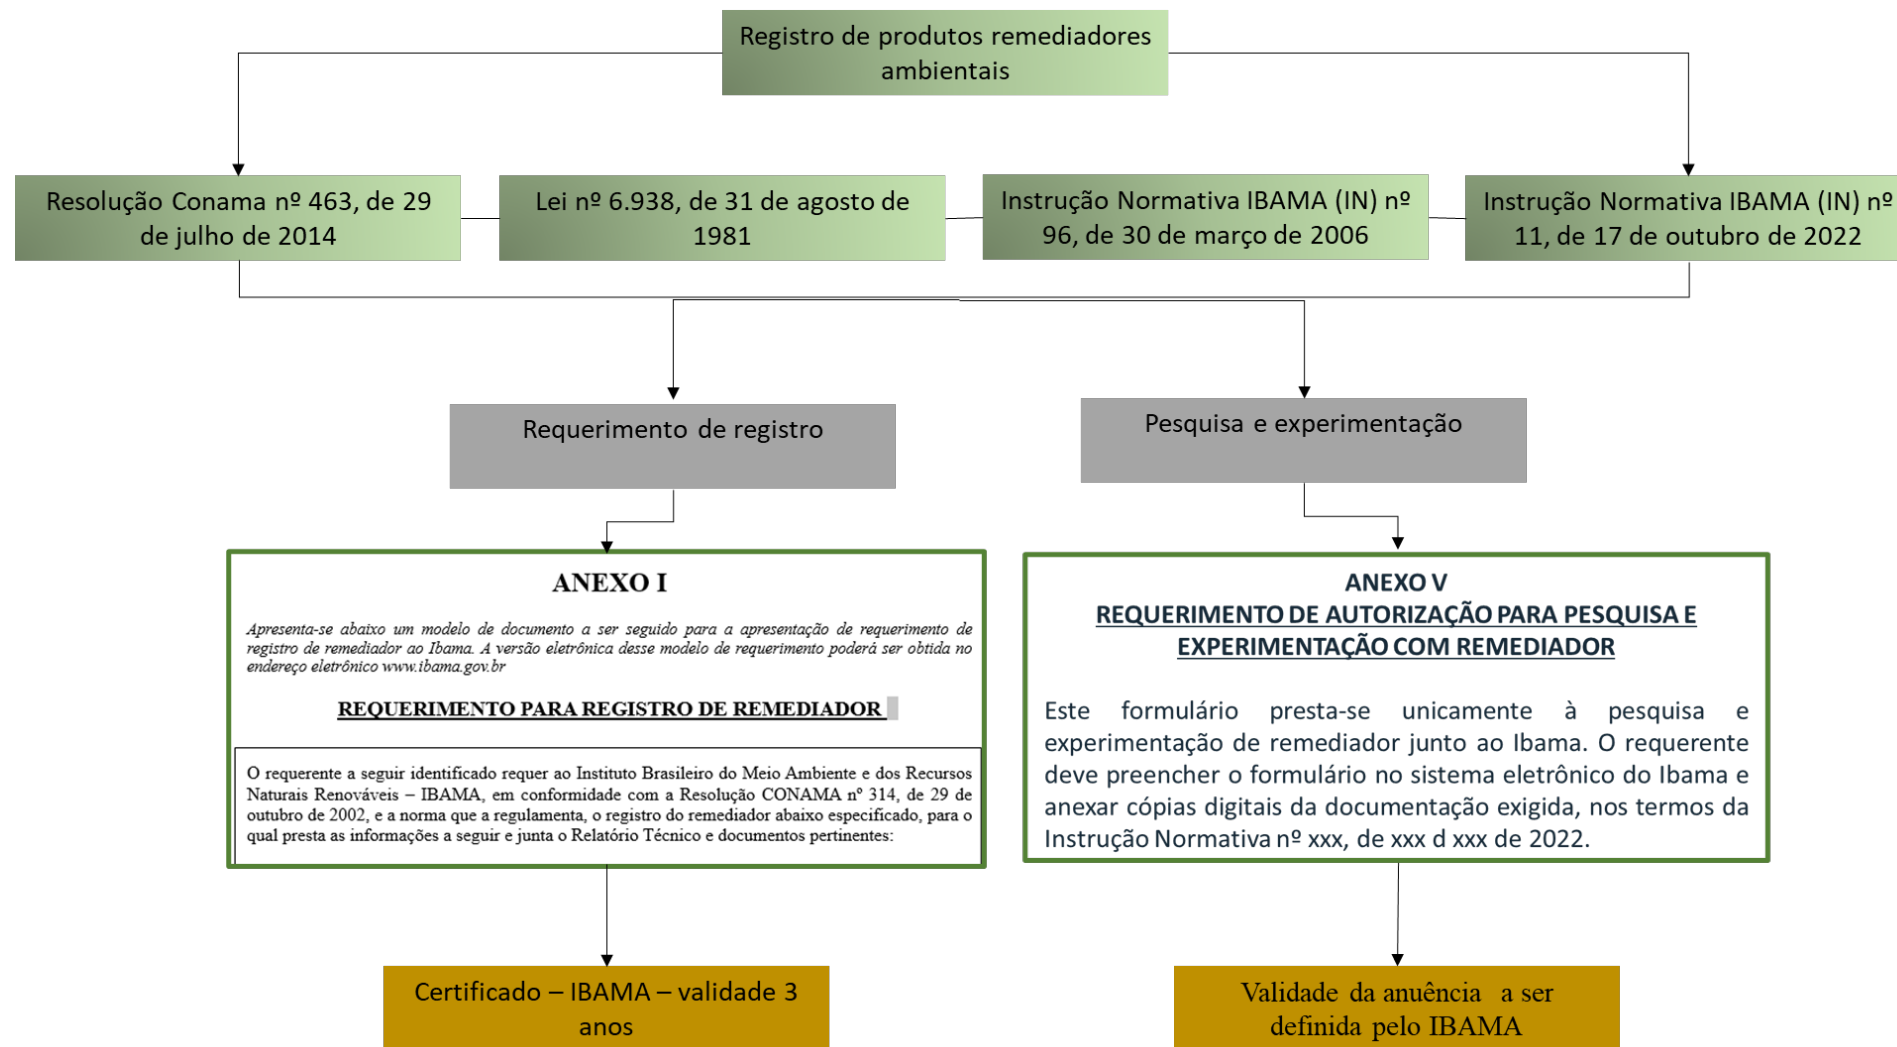 Registro de produtos remediadores
ambientais
Resolução Conama nº 463, de 29
de julho de 2014
Lei nº 6.938, de 31 de agosto de
1981
Instrução Normativa IBAMA (IN) nº
96, de 30 de março de 2006
Instrução Normativa IBAMA (IN) nº
11, de 17 de outubro de 2022
Requerimento de registro
Pesquisa e experimentação
ANEXO I
Apresenta-se abaixo um modelo de documento a ser seguido para a apresentação de requerimento de
registro de remediador ao Ibama. A versão eletrônica desse modelo de requerimento poderá ser obtida no
endereço eletrônico www.ibama.gov.br
REQUERIMENTO PARA REGISTRO DE REMEDIADOR
O requerente a seguir identificado requer ao Instituto Brasileiro do Meio Ambiente e dos Recursos
Naturais Renováveis – IBAMA, em conformidade com a Resolução CONAMA nº 314, de 29 de
outubro de 2002, e a norma que a regulamenta, o registro do remediador abaixo especificado, para o
qual presta as informações a seguir e junta o Relatório Técnico e documentos pertinentes:
ANEXO V
REQUERIMENTO DE AUTORIZAÇÃO PARA PESQUISA E
EXPERIMENTAÇÃO COM REMEDIADOR
Este formulário presta-se unicamente à pesquisa e
experimentação de remediador junto ao Ibama. O requerente
deve preencher o formulário no sistema eletrônico do Ibama e
anexar cópias digitais da documentação exigida, nos termos da
Instrução Normativa nº xxx, de xxx d xxx de 2022.
Certificado – IBAMA – validade 3
anos
Validade da anuência a ser
definida pelo IBAMA